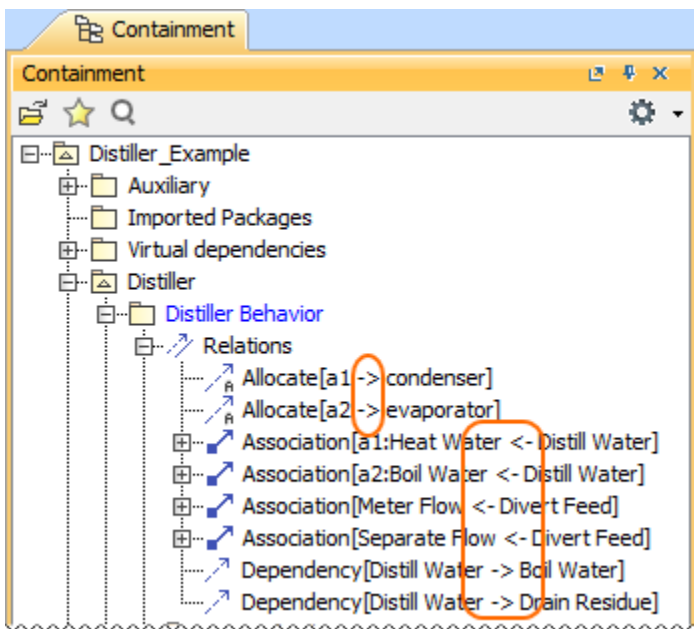 Containment
Containment
Distiller_Example
Auxiliary
Imported Packages
Virtual dependencies
Distiller
Distiller Behavior
Relations
Allocate[a1 -> condenser]
Allocate[a2 -> evaporator]
Association[a1:Heat Water <- Distill Water]
Association[a2:Boil Water <- Distill Water]
Association[Meter Flow <- Divert Feed]
Association[Separate Flow <- Divert Feed]
Dependency[Distill Water -> Boil Water]
Dependency[Distill Water -> Drain Residue]